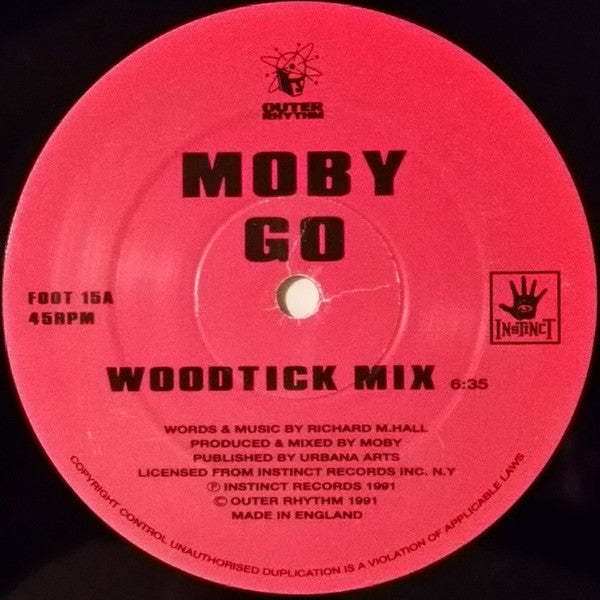 OUTER
RHYTHM
MOBY
GO
FOOT 15A
45RPM
INSTINCT
WOODTICK MIX 6:35
WORDS & MUSIC BY RICHARD M.HALL
PRODUCED & MIXED BY MOBY
PUBLISHED BY URBANA ARTS
LICENSED FROM INSTINCT RECORDS INC. N.Y
Ⓟ INSTINCT RECORDS 1991
© OUTER RHYTHM 1991
MADE IN ENGLAND
COPYRIGHT CONTROL UNAUTHORISED DUPLICATION IS A VIOLATION OF APPLICABLE LAWS